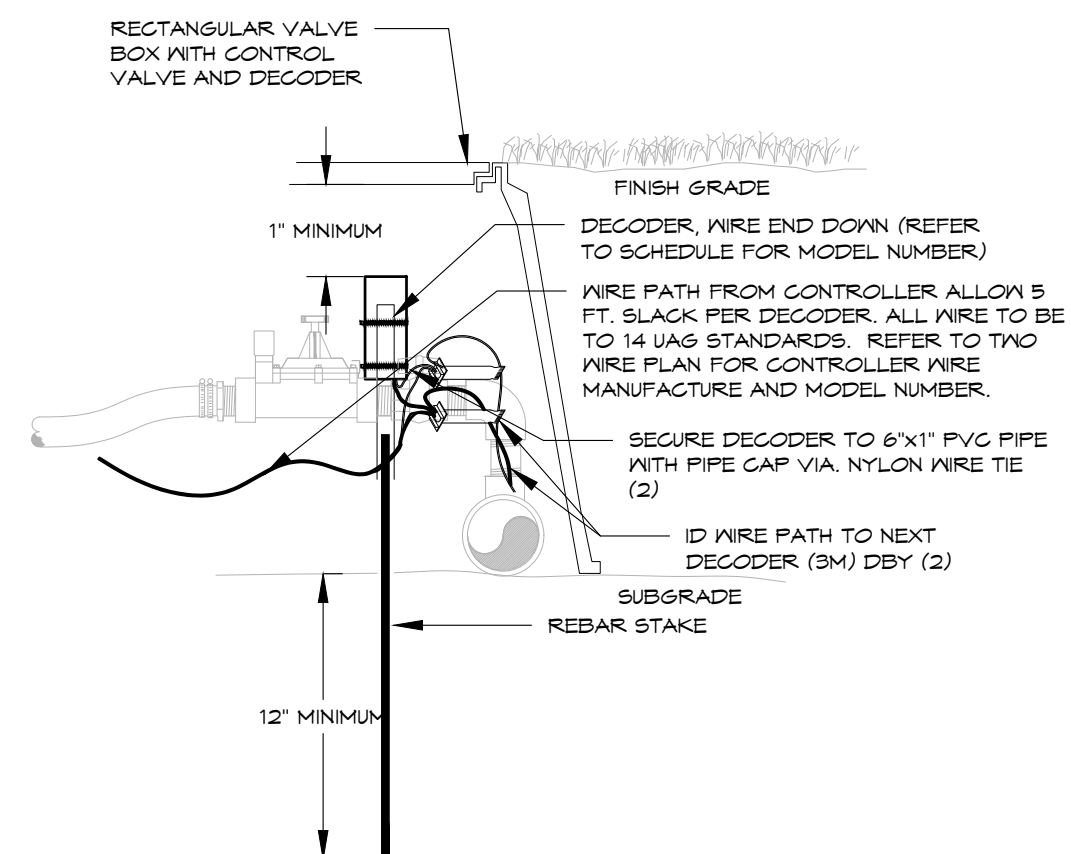 RECTANGULAR VALVE
BOX WITH CONTROL
VALVE AND DECODER
FINISH GRADE
1" MINIMUM
DECODER, WIRE END DOWN (REFER
TO SCHEDULE FOR MODEL NUMBER)
WIRE PATH FROM CONTROLLER ALLOW 5
FT. SLACK PER DECODER. ALL WIRE TO BE
TO 14 UAG STANDARDS. REFER TO TWO
WIRE PLAN FOR CONTROLLER WIRE
MANUFACTURE AND MODEL NUMBER.
SECURE DECODER TO 6"x1" PVC PIPE
WITH PIPE CAP VIA. NYLON WIRE TIE
(2)
ID WIRE PATH TO NEXT
DECODER (3M) DBY (2)
SUBGRADE
REBAR STAKE
12" MINIMUM